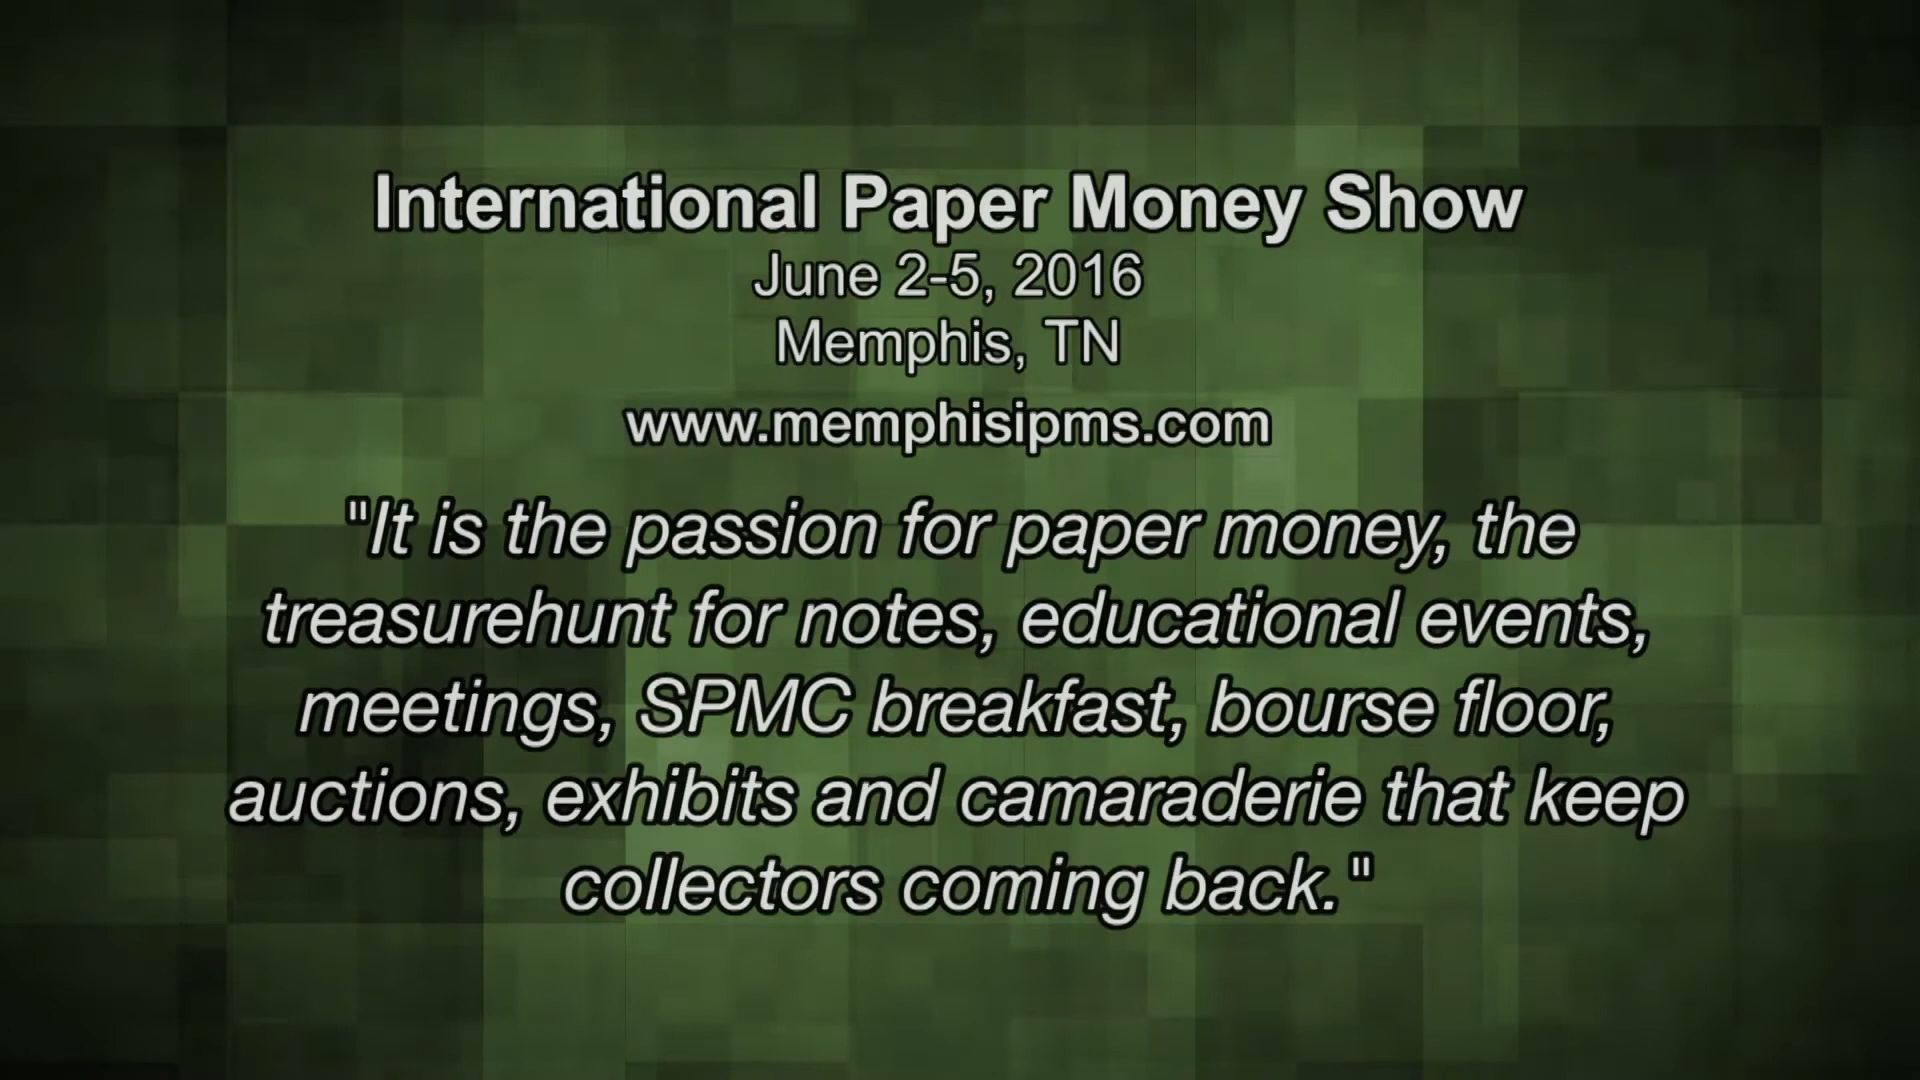 International Paper Money Show
June 2-5, 2016
Memphis, TN
www.memphisipms.com
"It is the passion for paper money, the
treasurehunt for notes, educational events,
meetings, SPMC breakfast, bourse floor,
auctions, exhibits and camaraderie that keep
collectors coming back."